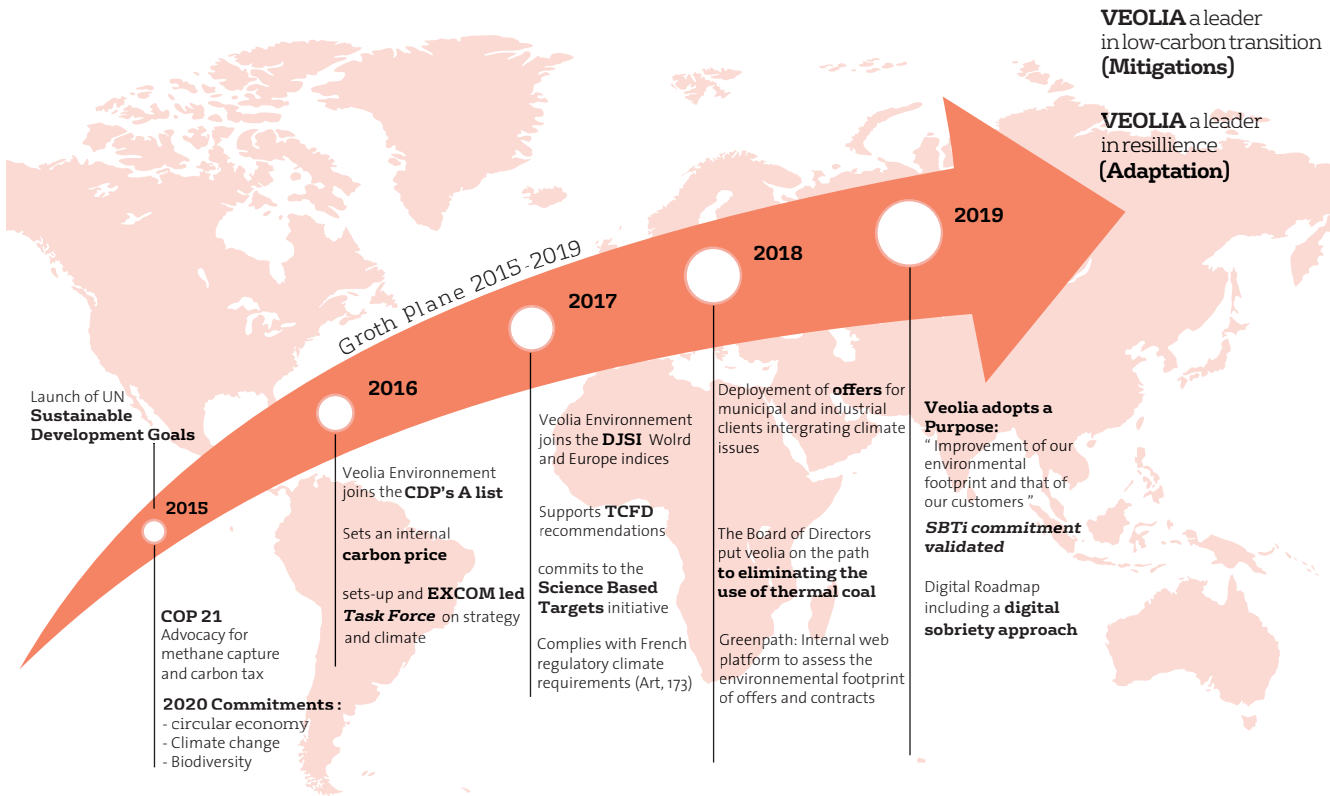 VEOLIA a leader
in low-carbon transition
(Mitigations)
VEOLIA a leader
in resillience
(Adaptation)
Groth plane 2015-2019
Launch of UN
Sustainable
Development Goals
2015
COP 21
Advocacy for
methane capture
and carbon tax
2020 Commitments :
- circular economy
- Climate change
- Biodiversity
2016
Veolia Environnement
joins the CDP's A list
Sets an internal
carbon price
sets-up and EXCOM led
Task Force on strategy
and climate
2017
Veolia Environnement
joins the DJSI Wolrd
and Europe indices
Supports TCFD
recommendations
commits to the
Science Based
Targets initiative
Complies with French
regulatory climate
requirements (Art, 173)
2018
Deployement of offers for
municipal and industrial
clients intergrating climate
issues
The Board of Directors
put veolia on the path
to eliminating the
use of thermal coal
Greenpath: Internal web
platform to assess the
environnemental footprint
of offers and contracts
2019
Veolia adopts a
Purpose:
“ Improvement of our
environmental
footprint and that of
our customers ”
SBTi commitment
validated
Digital Roadmap
including a digital
sobriety approach